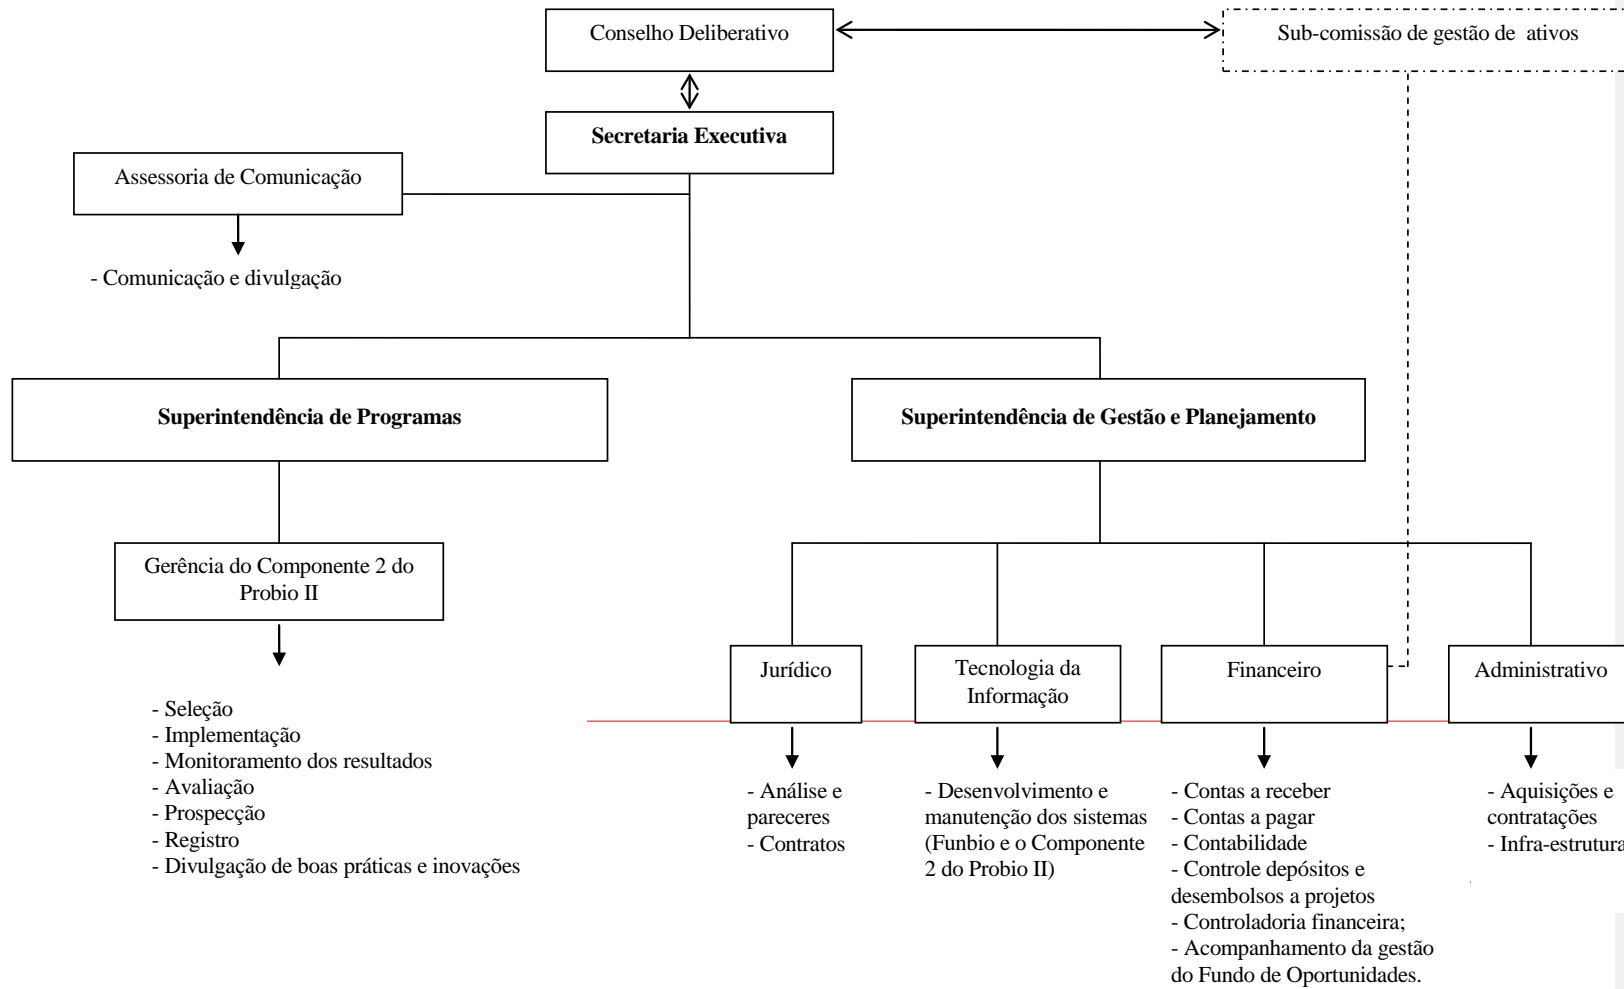 Conselho Deliberativo
Sub-comissão de gestão de ativos
Secretaria Executiva
Assessoria de Comunicação
- Comunicação e divulgação
Superintendência de Programas
Superintendência de Gestão e Planejamento
Gerência do Componente 2 do
Probio II
- Seleção
- Implementação
- Monitoramento dos resultados
- Avaliação
- Prospecção
- Registro
- Divulgação de boas práticas e inovações
Jurídico
- Análise e
pareceres
- Contratos
Tecnologia da
Informação
- Desenvolvimento e
manutenção dos sistemas
(Funbio e o Componente
2 do Probio II)
Financeiro
- Contas a receber
- Contas a pagar
- Contabilidade
- Controle depósitos e
desembolsos a projetos
- Controladoria financeira;
- Acompanhamento da gestão
do Fundo de Oportunidades.
Administrativo
- Aquisições e
contratações
- Infra-estrutura